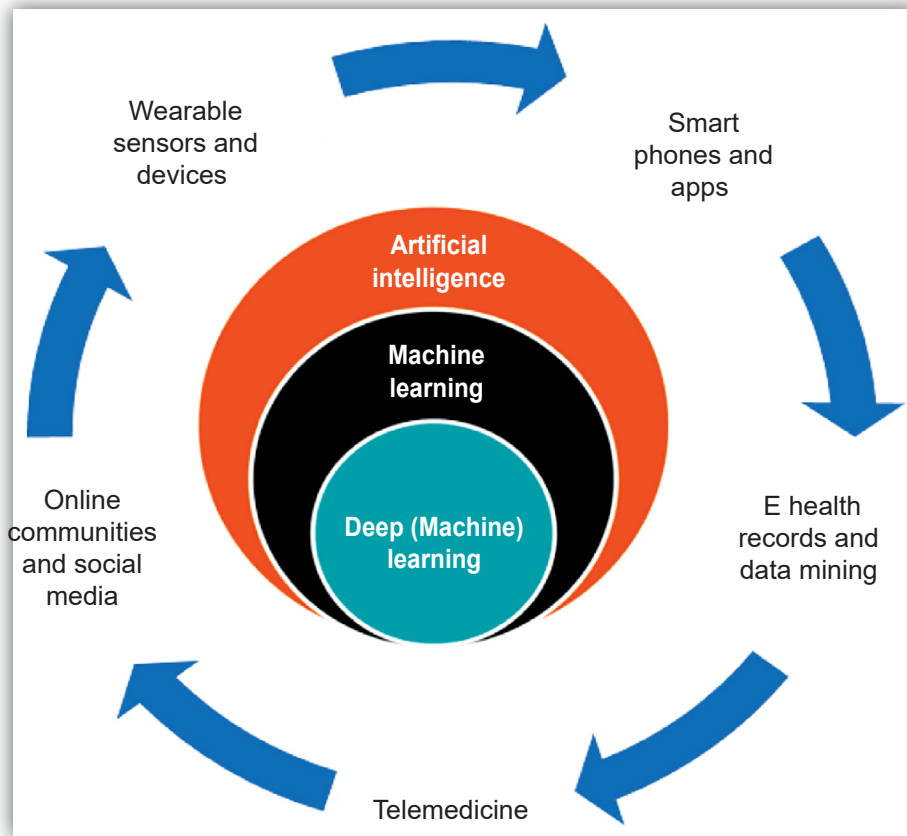 Wearable
sensors and
devices
Smart
phones and
apps
Artificial
intelligence
Machine
learning
Deep (Machine)
learning
Online
communities
and social
media
E health
records and
data mining
Telemedicine